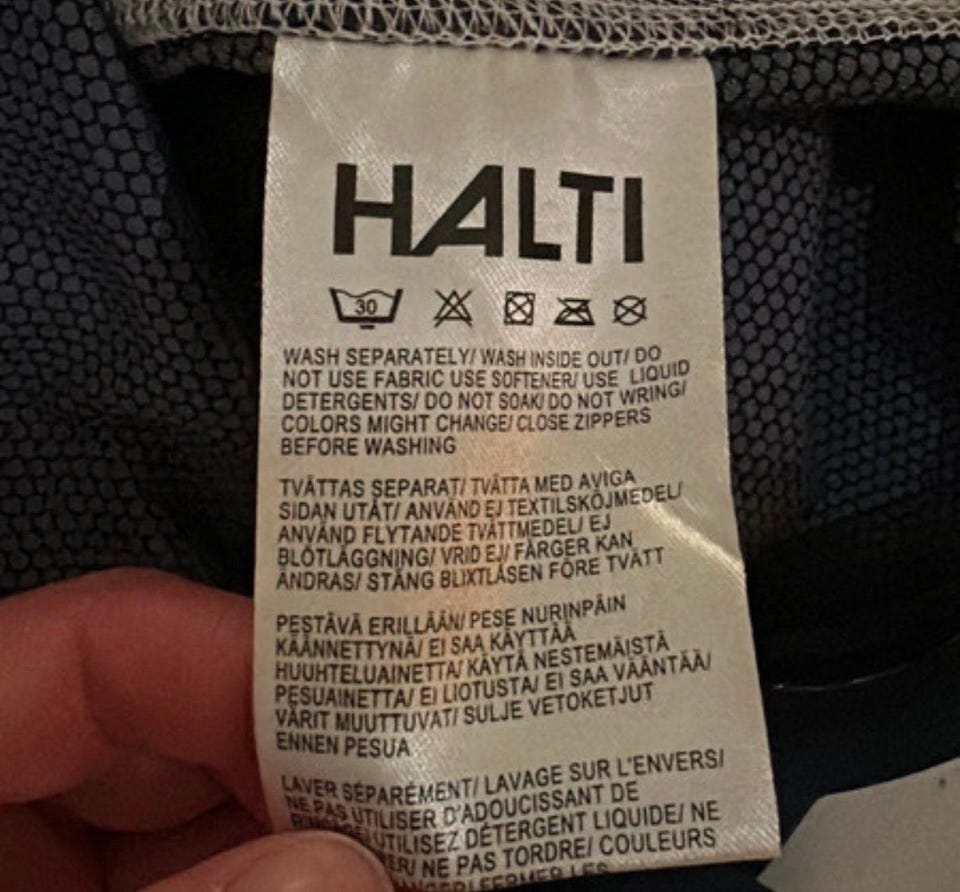 HALTI
30
WASH SEPARATELY/ WASH INSIDE OUT/ DO
NOT USE FABRIC USE SOFTENER/ USE LIQUID
DETERGENTS/ DO NOT SOAK/ DO NOT WRING/
COLORS MIGHT CHANGE/ CLOSE ZIPPERS
BEFORE WASHING
TVÄTTAS SEPARAT/ TVÄTTA MED AVIGA
SIDAN UTÅT/ ANVÄND EJ TEXTILSKÖJMEDEL/
ANVÄND FLYTANDE TVÄTTMEDEL/ EJ
BLÖTLÄGGNING/ VRID EJ/ FÄRGER KAN
ÄNDRAS/ STÄNG BLIXTLÅSEN FÖRE TVÄTT
PESTÄVÄ ERILLÄÄN/ PESE NURINPÄIN
KÄÄNNETTYNÄ/ EI SAA KÄYTTÄÄ
HUUHTELUAINETTA/ KÄYTÄ NESTEMÄISTÄ
PESUAINETTA/ EI LIOTUSTA/ EI SAA VÄÄNTÄÄ/
VÄRIT MUUTTUVAT/ SULJE VETOKETJUT
ENNEN PESUA
LAVER SÉPARÉMENT/ LAVAGE SUR L'ENVERS/
NE PAS UTILISER D'ADOUCISSANT DE
UTILISEZ DÉTERGENT LIQUIDE/ NE
NE PAS TORDRE/ COULEURS
FERMER LES